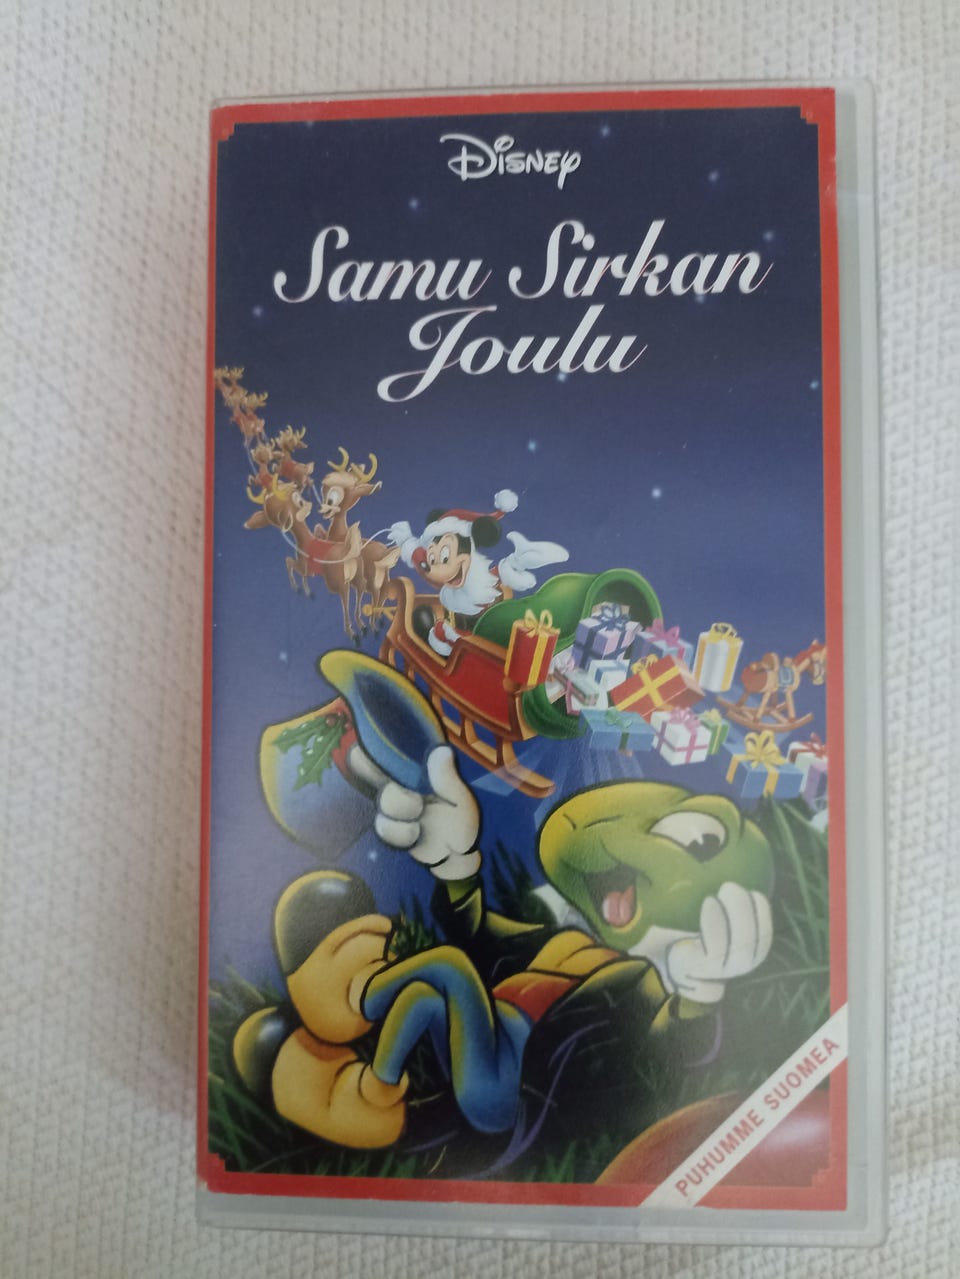 Disney
Samu Sirkan
Joulu
PUHUMME SUOMEA